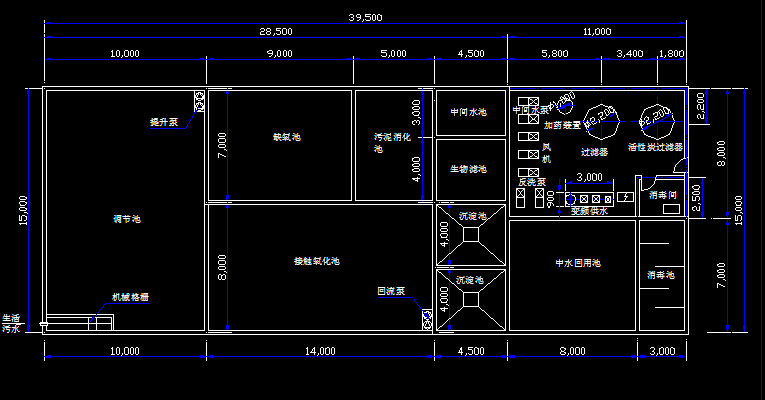 39,500
28,500
11,000
10,000
9,000
5,000
4,500
5,800
3,400
1,800
提升泵
缺氧池
7,000
污泥消化
池
3,000
4,000
中间水池
生物滤池
中间水泵
加药装置
ø2,200
过滤器
ø2,200
活性炭过滤器
风
机
反洗泵
3,000
900
变频供水
消毒间
2,200
8,000
2,500
15,000
15,000
调节池
机械格栅
生活
污水
8,000
接触氧化池
回流泵
沉淀池
4,000
沉淀池
4,000
中水回用池
消毒池
7,000
10,000
14,000
4,500
8,000
3,000